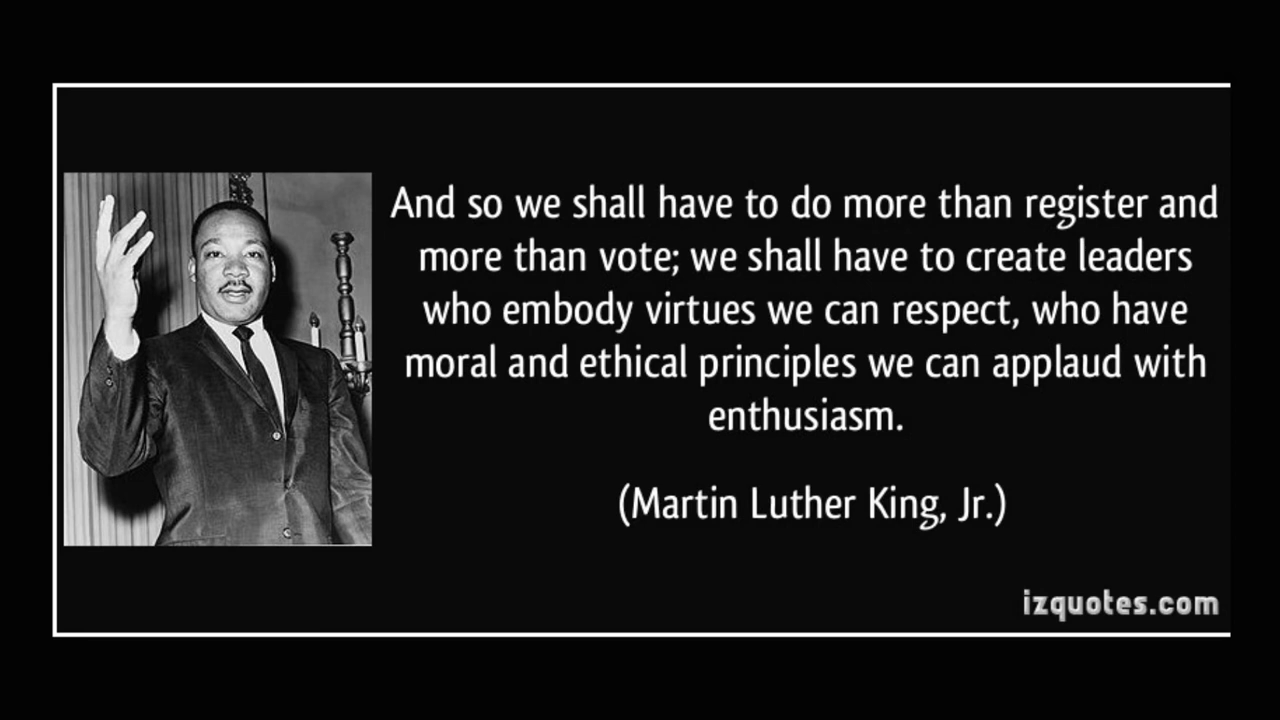 And so we shall have to do more than register and
more than vote; we shall have to create leaders
who embody virtues we can respect, who have
moral and ethical principles we can applaud with
enthusiasm.
(Martin Luther King, Jr.)
izquotes.com